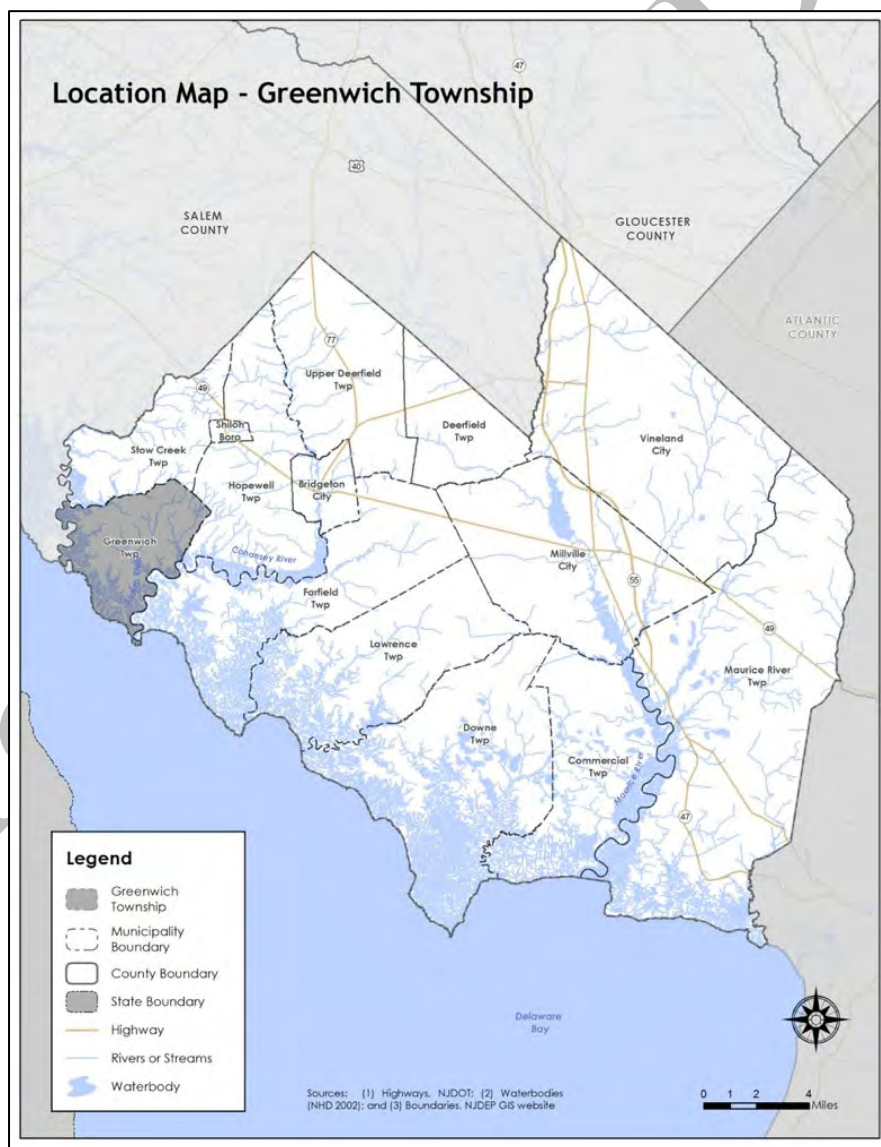 Location Map - Greenwich Township
47
40
SALEM
COUNTY
GLOUCESTER
COUNTY
ATLANTIC
COUNTY
77
Upper Deerfield
Twp
49
Shiloh
Boro
Deerfield
Twp
Vineland
City
Stow Creek
Twp
Hopewell
Twp
Bridgeton
City
Greenwich
Twp
Cohansey River
Millville
City
55
Farfield
Twp
49
Lawrence
Twp
Maurice River
Twp
Downe
Twp
Commercial
Twp
Maurice River
47
Legend
Greenwich
Township
Municipality
Boundary
County Boundary
State Boundary
Highway
Rivers or Streams
Waterbody
Delaware
Bay
Sources: (1) Highways, NJDOT; (2) Waterbodies
(NHD 2002); and (3) Boundaries, NJDEP GIS website
0 1 2 4
Miles